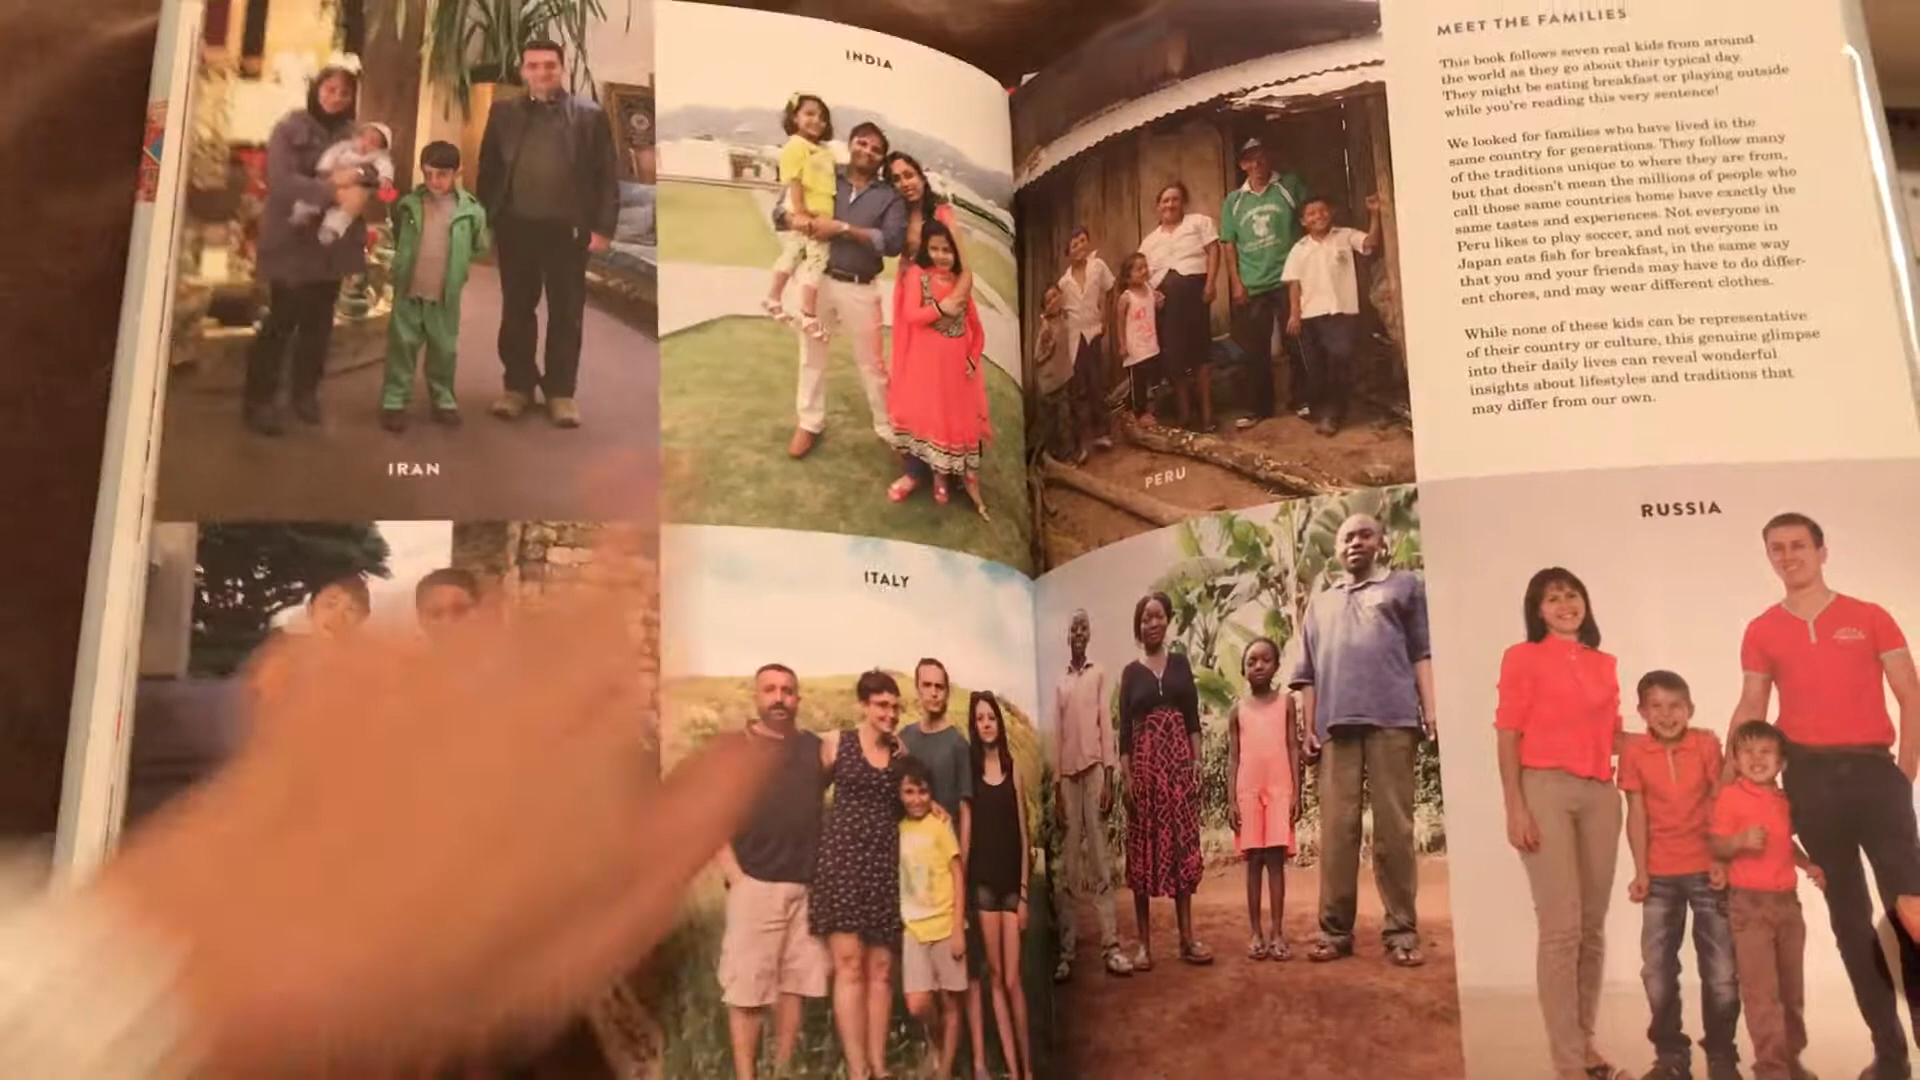 IRAN
INDIA
ITALY
PERU
MEET THE FAMILIES
This book follows seven real kids from around
the world as they go about their typical day.
They might be eating breakfast or playing outside
while you're reading this very sentence!
We looked for families who have lived in the
same country for generations. They follow many
of the traditions unique to where they are from,
but that doesn't mean the millions of people who
call those same countries home have exactly the
same tastes and experiences. Not everyone in
Peru likes to play soccer, and not everyone in
Japan eats fish for breakfast, in the same way
that you and your friends may have to do differ-
ent chores, and may wear different clothes.
While none of these kids can be representative
of their country or culture, this genuine glimpse
into their daily lives can reveal wonderful
insights about lifestyles and traditions that
may differ from our own.
RUSSIA